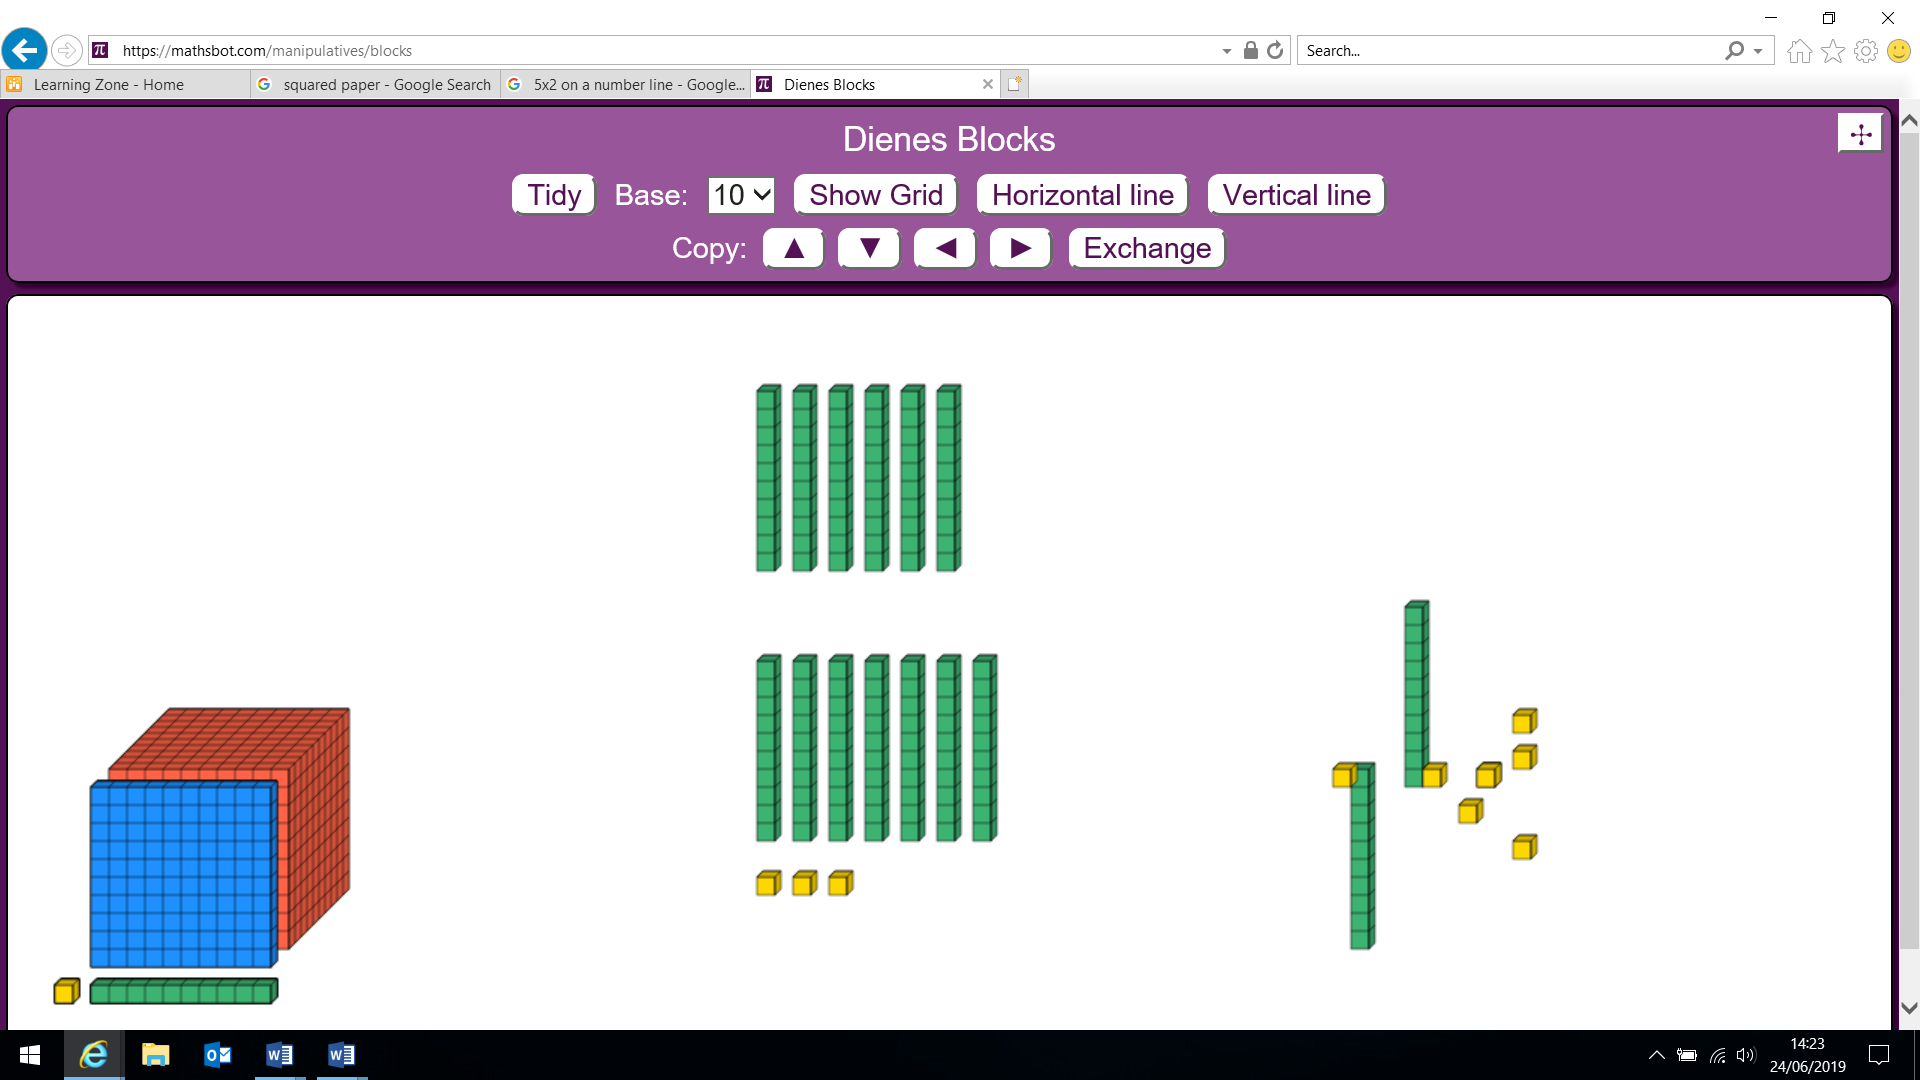 https://mathsbot.com/manipulatives/blocks
Search...
Learning Zone - Home
squared paper - Google Search
5x2 on a number line - Google...
Dienes Blocks
Dienes Blocks
Tidy Base: 10 Show Grid Horizontal line Vertical line
Copy: ▲ ▼ ◀ ▶ Exchange
14:23
24/06/2019